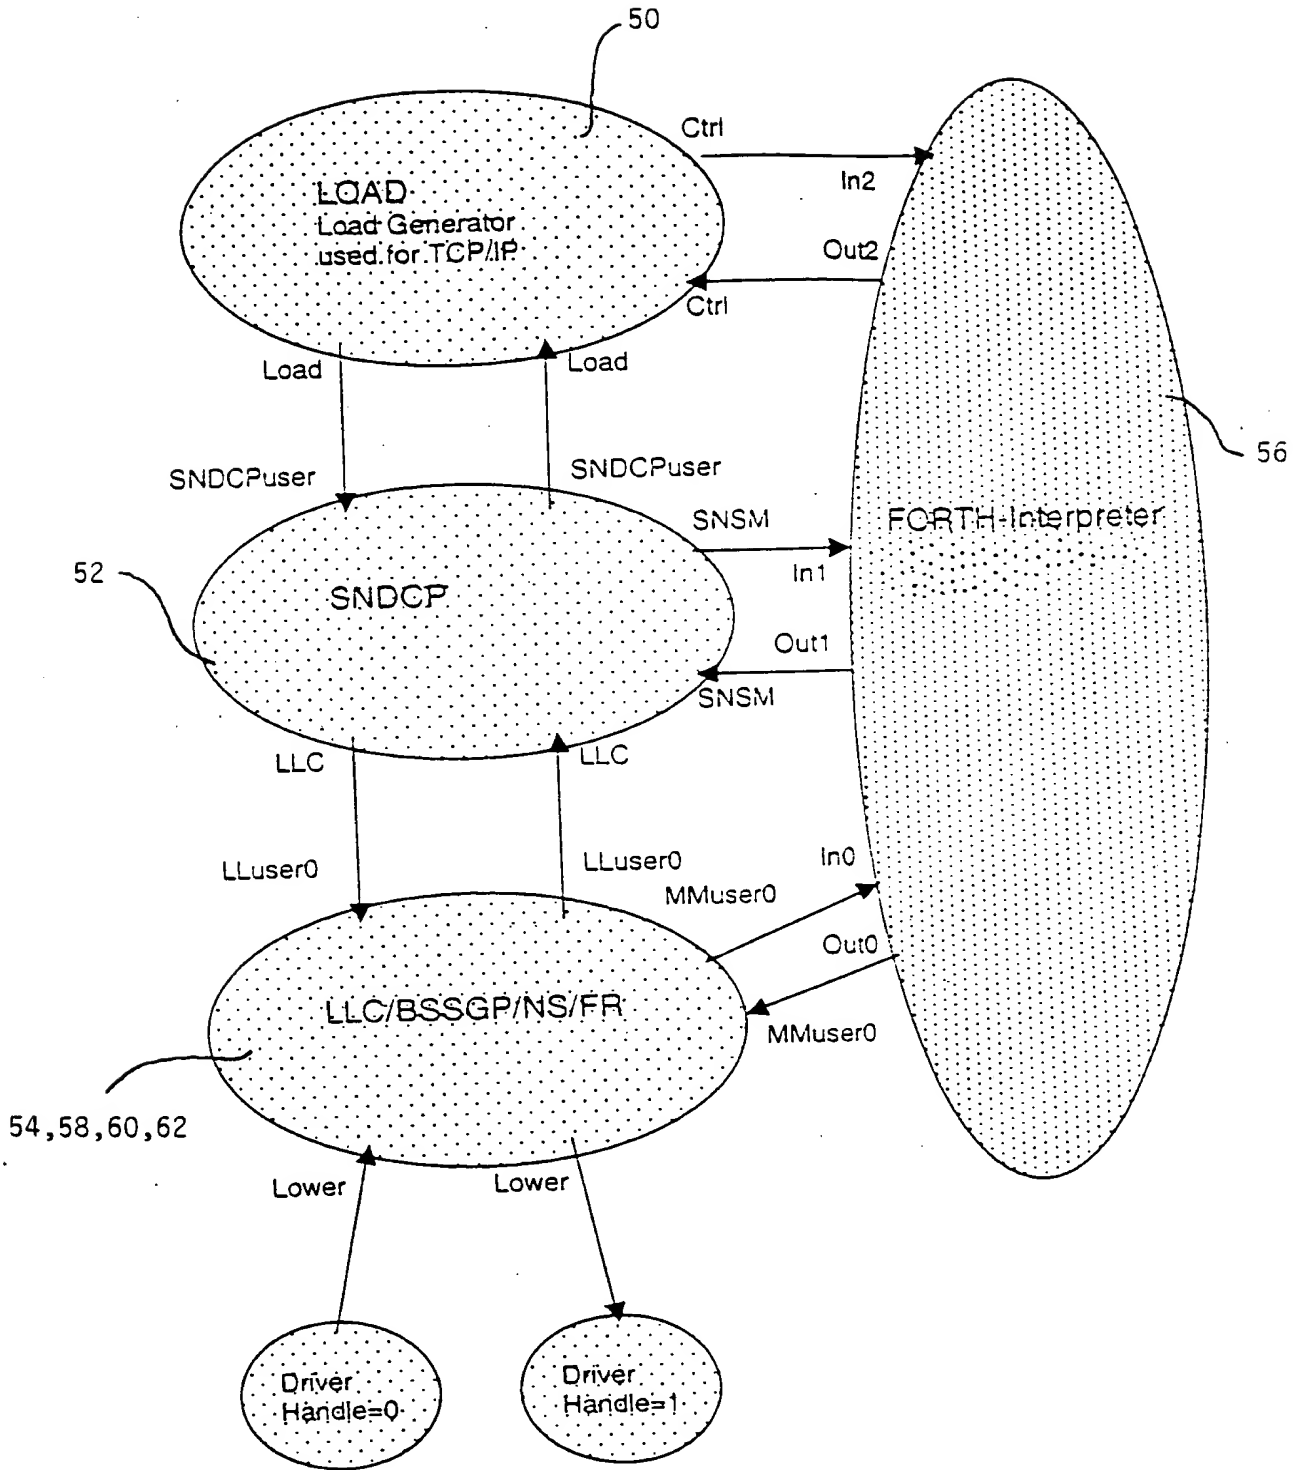 50
Ctrl
In2
LOAD
Load Generator
used for TCP/IP
Out2
Ctrl
Load
Load
SNDCPuser
SNDCPuser
56
SNSM
In1
FORTH-Interpreter
52
SNDCP
Out1
SNSM
LLC
LLC
LLuser0
LLuser0
In0
MMuser0
Out0
LLC/BSSGP/NS/FR
MMuser0
54,58,60,62
Lower
Lower
Driver
Handle=0
Driver
Handle=1